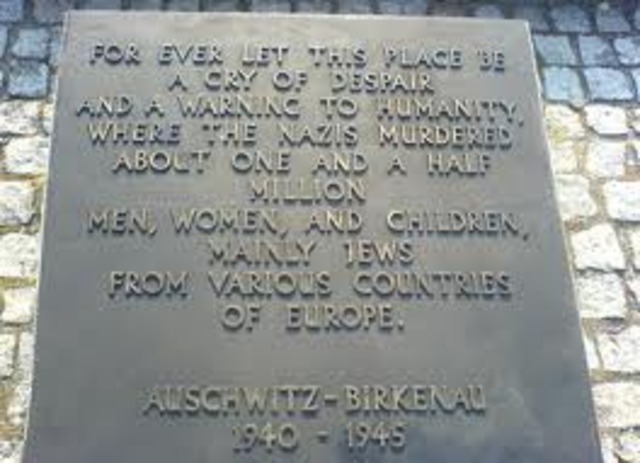 FOR EVER LET THIS PLACE BE
A CRY OF DESPAIR
AND A WARNING TO HUMANITY,
WHERE THE NAZIS MURDERED
ABOUT ONE AND A HALF
MILLION
MEN, WOMEN, AND CHILDREN,
MAINLY JEWS
FROM VARIOUS COUNTRIES
OF EUROPE.
AUSCHWITZ-BIRKENAU
1940 - 1945